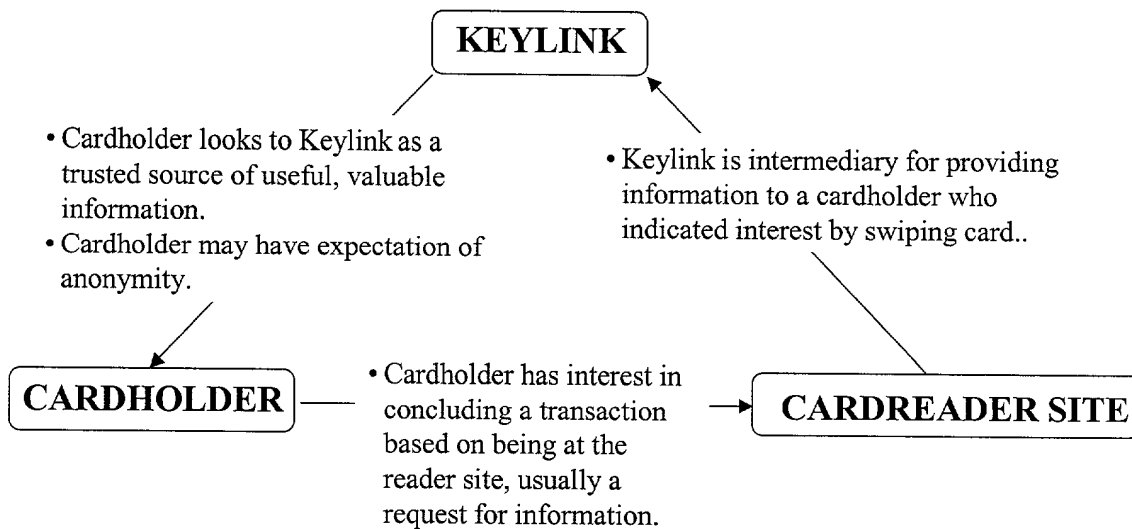 KEYLINK
• Cardholder looks to Keylink as a
trusted source of useful, valuable
information.
• Cardholder may have expectation of
anonymity.
• Keylink is intermediary for providing
information to a cardholder who
indicated interest by swiping card..
CARDHOLDER
• Cardholder has interest in
concluding a transaction
based on being at the
reader site, usually a
request for information.
CARDREADER SITE